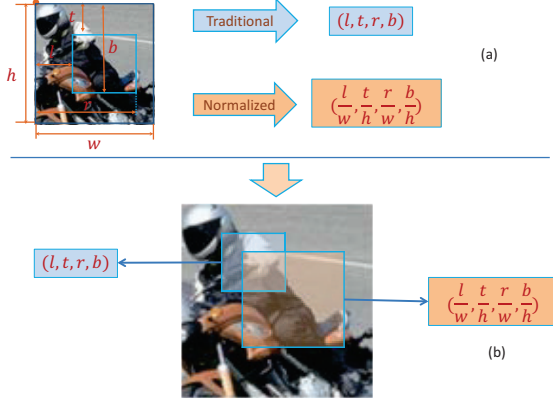 t
b
l
r
h
w
Traditional
(l, t, r, b)
(a)
Normalized
(l/w, t/h, r/w, b/h)
(l, t, r, b)
(l/w, t/h, r/w, b/h)
(b)